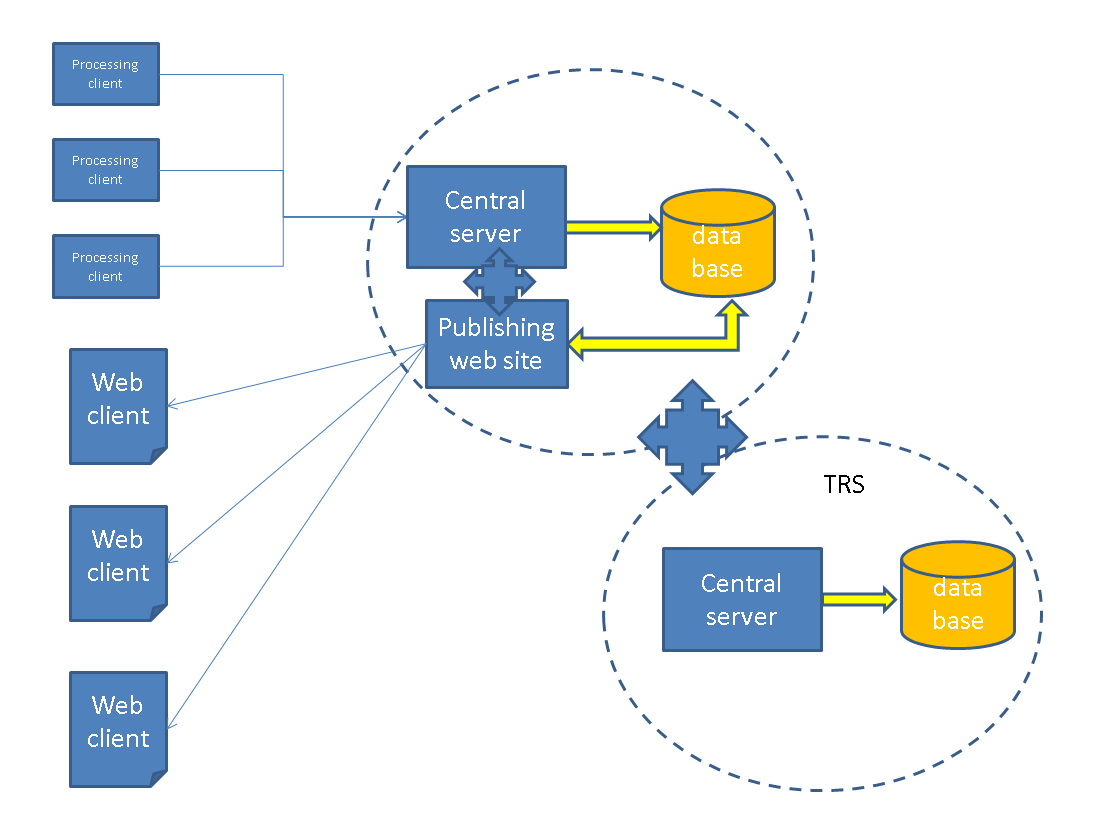 Processing
client
Processing
client
Processing
client
Central
server
data
base
Publishing
web site
Web
client
Web
client
Web
client
TRS
Central
server
data
base